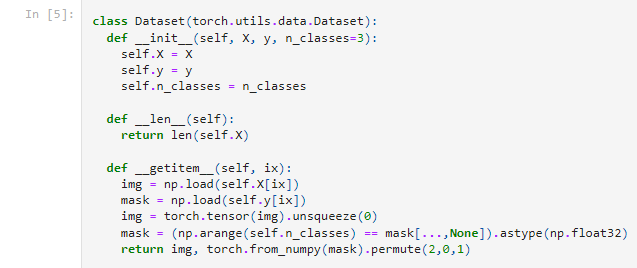 In [5]:
class Dataset(torch.utils.data.Dataset):
  def __init__(self, X, y, n_classes=3):
    self.X = X
    self.y = y
    self.n_classes = n_classes

  def __len__(self):
    return len(self.X)

  def __getitem__(self, ix):
    img = np.load(self.X[ix])
    mask = np.load(self.y[ix])
    img = torch.tensor(img).unsqueeze(0)
    mask = (np.arange(self.n_classes) == mask[...,None]).astype(np.float32)
    return img, torch.from_numpy(mask).permute(2,0,1)